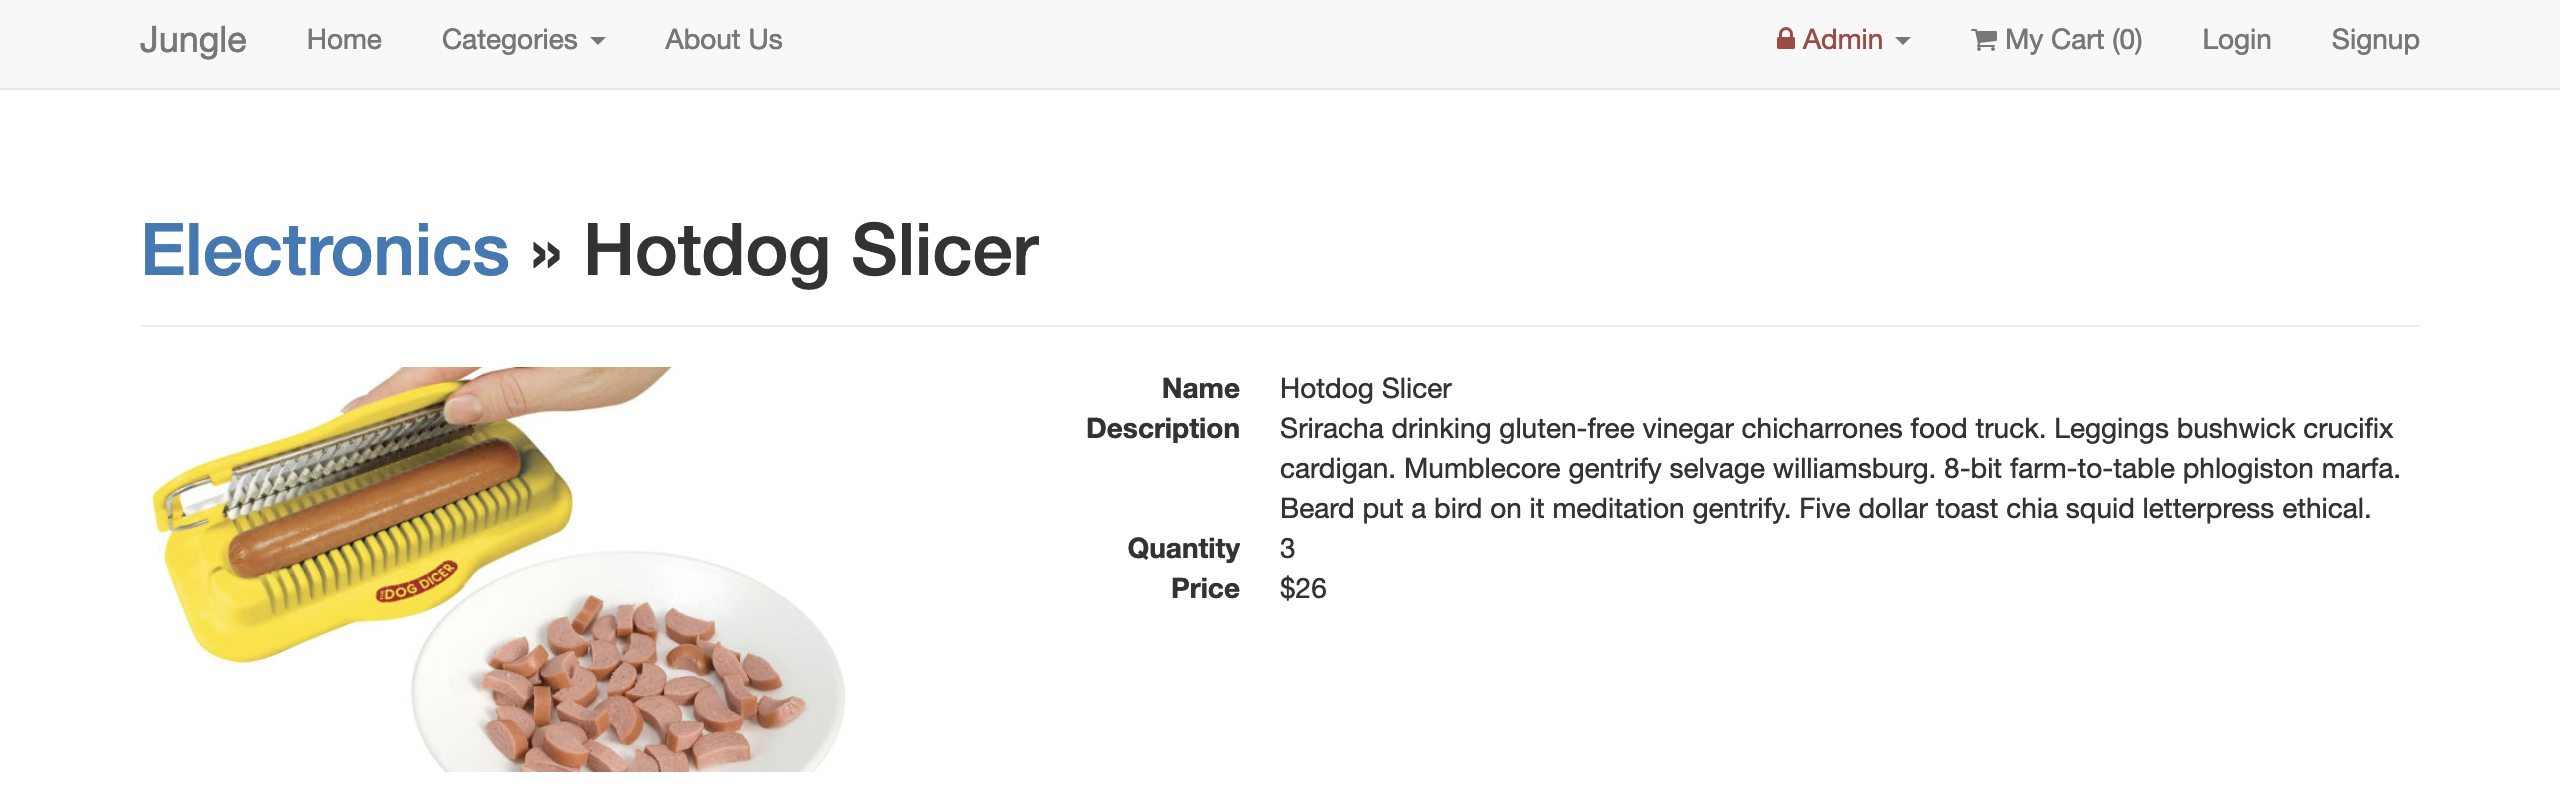 Jungle Home Categories About Us Admin My Cart (0) Login Signup
Electronics » Hotdog Slicer
THE DOG DICER
Name Hotdog Slicer
Description Sriracha drinking gluten-free vinegar chicharrones food truck. Leggings bushwick crucifix
cardigan. Mumblecore gentrify selvage williamsburg. 8-bit farm-to-table phlogiston marfa.
Beard put a bird on it meditation gentrify. Five dollar toast chia squid letterpress ethical.
Quantity 3
Price $26